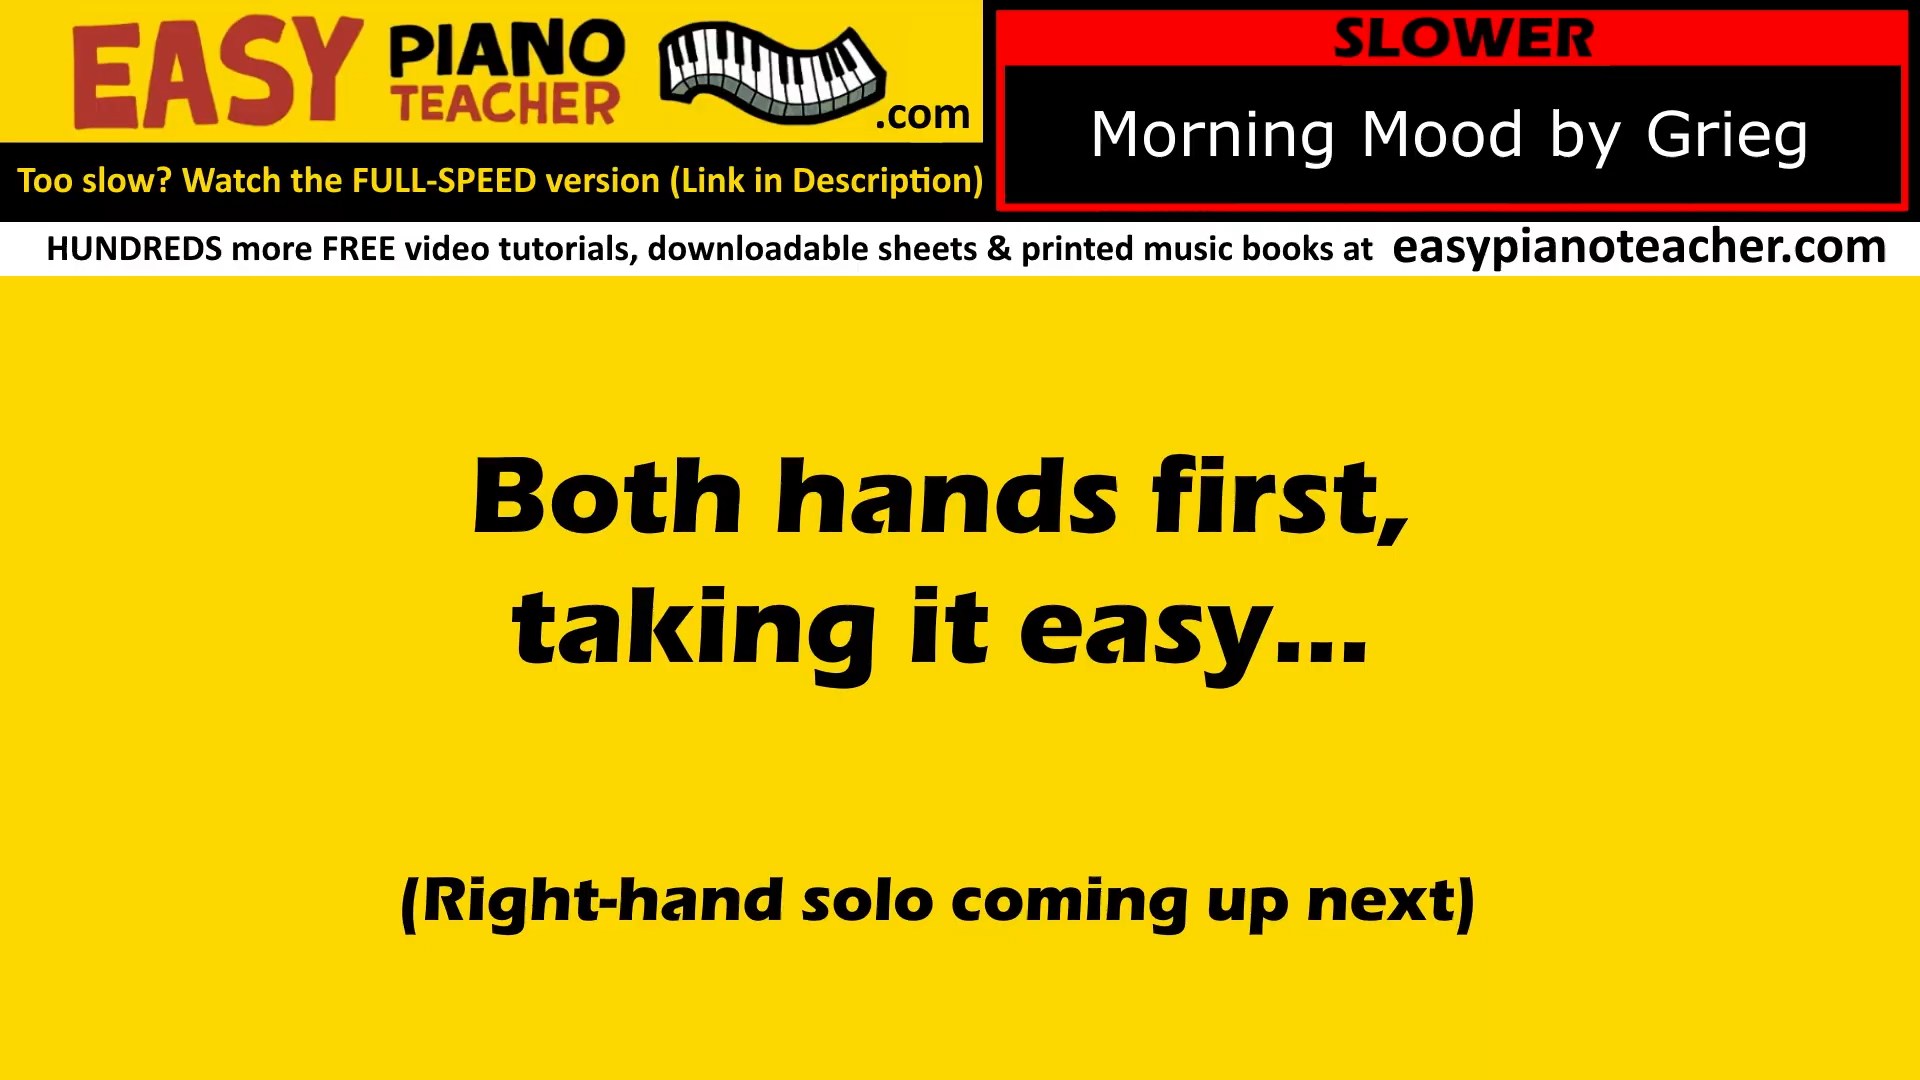 EASY PIANO TEACHER .com
SLOWER
Morning Mood by Grieg
Too slow? Watch the FULL-SPEED version (Link in Description)
HUNDREDS more FREE video tutorials, downloadable sheets & printed music books at easypianoteacher.com
Both hands first,
taking it easy...
(Right-hand solo coming up next)